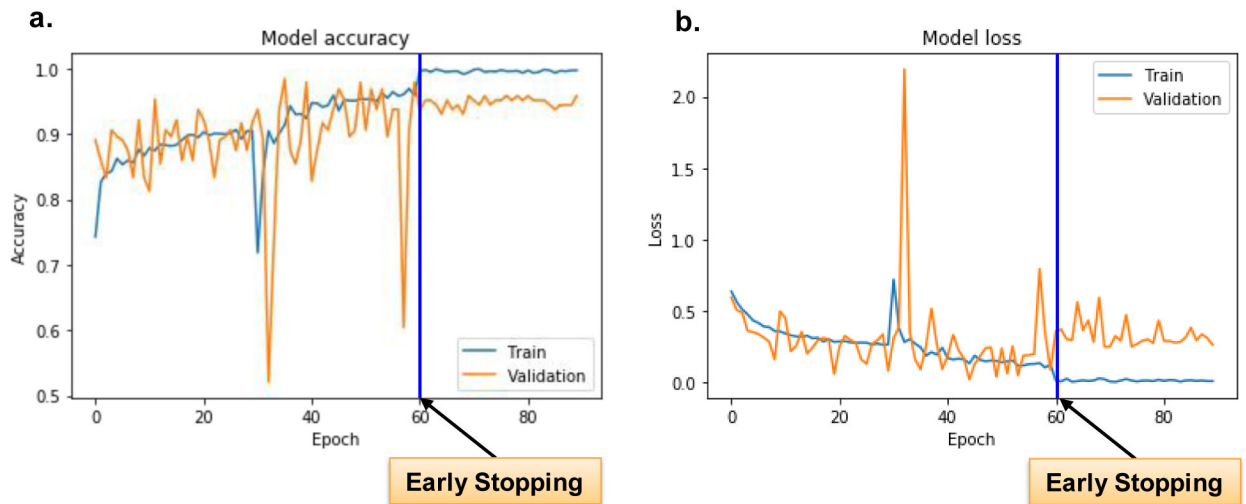 a.
Model accuracy
1.0
0.9
0.8
0.7
0.6
0.5
Accuracy
Train
Validation
0
20
40
60
80
Epoch
Early Stopping
b.
Model loss
2.0
1.5
1.0
0.5
0.0
Loss
Train
Validation
0
20
40
60
80
Epoch
Early Stopping